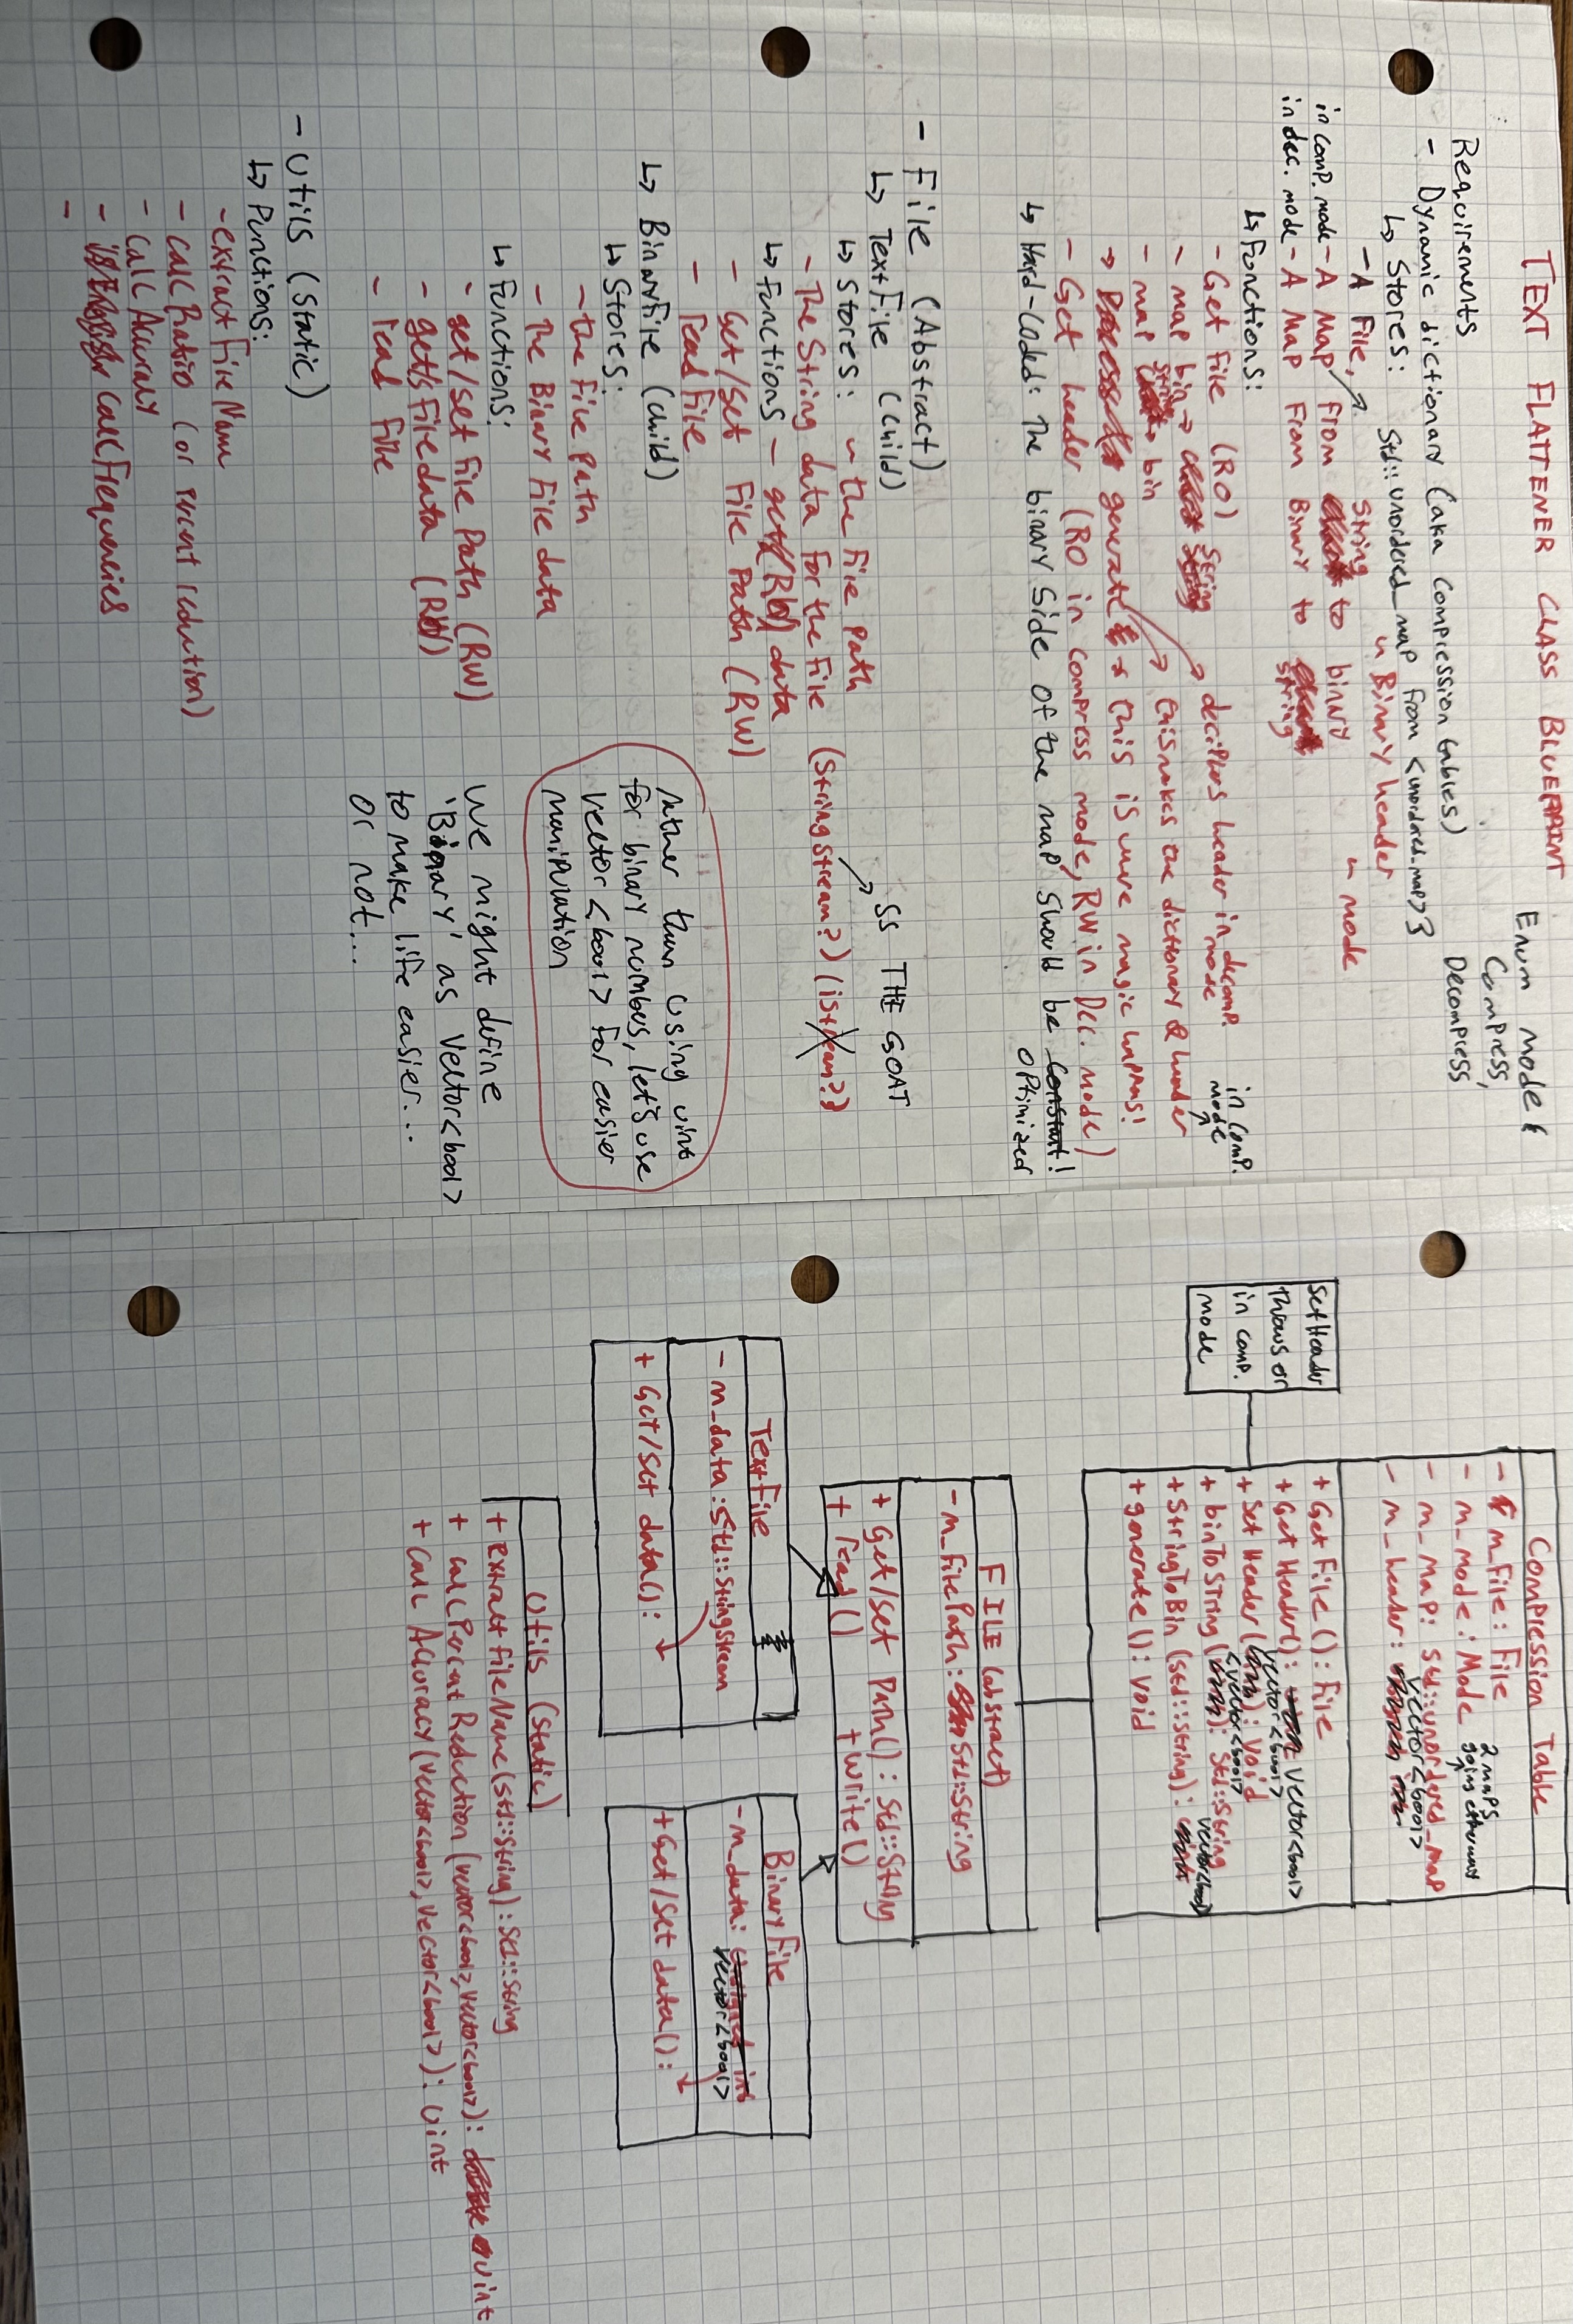 TEXT FLATTENER CLASS BLUEPRINT
Enum mode {
Compress,
Decompress
Requirements
- Dynamic dictionary (aka compression tables)
↳ Stores: Std::unordered_map from <unordered_map> }
- A File, - Binary header
String - mode
in comp. mode - A Map from to binary
in dec. mode - A Map From Binary to
String
↳ Functions:
- Get File (RO) deciphers header in decomp. mode in comp. mode
- map bin → String
- map String → bin this makes the dictionary & header
→ generate → this is were magic happens!
- Get header (RO in compress mode, RW in Dec. mode)
↳ Hard-Coded: The binary side of the map should be Constant!
Optimized
- File (Abstract)
↳ TextFile (Child) SS THE GOAT
↳ Stores: - the File path
- The String data for the File (Stringstream?) (istream?)
↳ Functions - get/s (RW) data
- Get/Set File Path (RW)
- read File
↳ BinaryFile (child)
↳ Stores:
- the File path
- The Binary File data
↳ Functions:
- get/set File Path (RW)
- get/s File data (RW)
- read File
rather than using uint
for binary numbers, let's use
vector <bool> for easier
manipulation
We might define
'Binary' as Vector<bool>
to make life easier...
or not...
- Utils (Static)
↳ Functions:
- extract File Name
- calc Ratio (or percent reduction)
- calc Accuracy
- calc Frequencies
-
Compression Table
- m_File: File
2 maps
- m_mode: Mode going etherway
- m_Map: Std::unordered_map
vector<bool>
- m_header:
+ Get File (): File
+ Get Header(): vector<bool>
vector<bool>
+ Set Header ( ): void
<vector<bool>
+ binToString ( ): Std::String
vector<bool>
+ StringToBin (std::String):
+ generate (): void
Set Header
throws or
in comp.
mode
FILE (abstract)
- m_FilePath: Std::String
+ Get/Set Path(): Std::String
+ read () + write()
TextFile
- m_data: Std::StringStream
+ Get/Set data():
BinaryFile
- m_data: unsigned int
vector<bool>
+ Get/Set data():
Utils (Static)
+ extractFileName(Std::String): Std::String
+ calcPercentReduction (vector<bool>, vector<bool>): uint
+ Calc Accuracy (vector<bool>, vector<bool>): uint